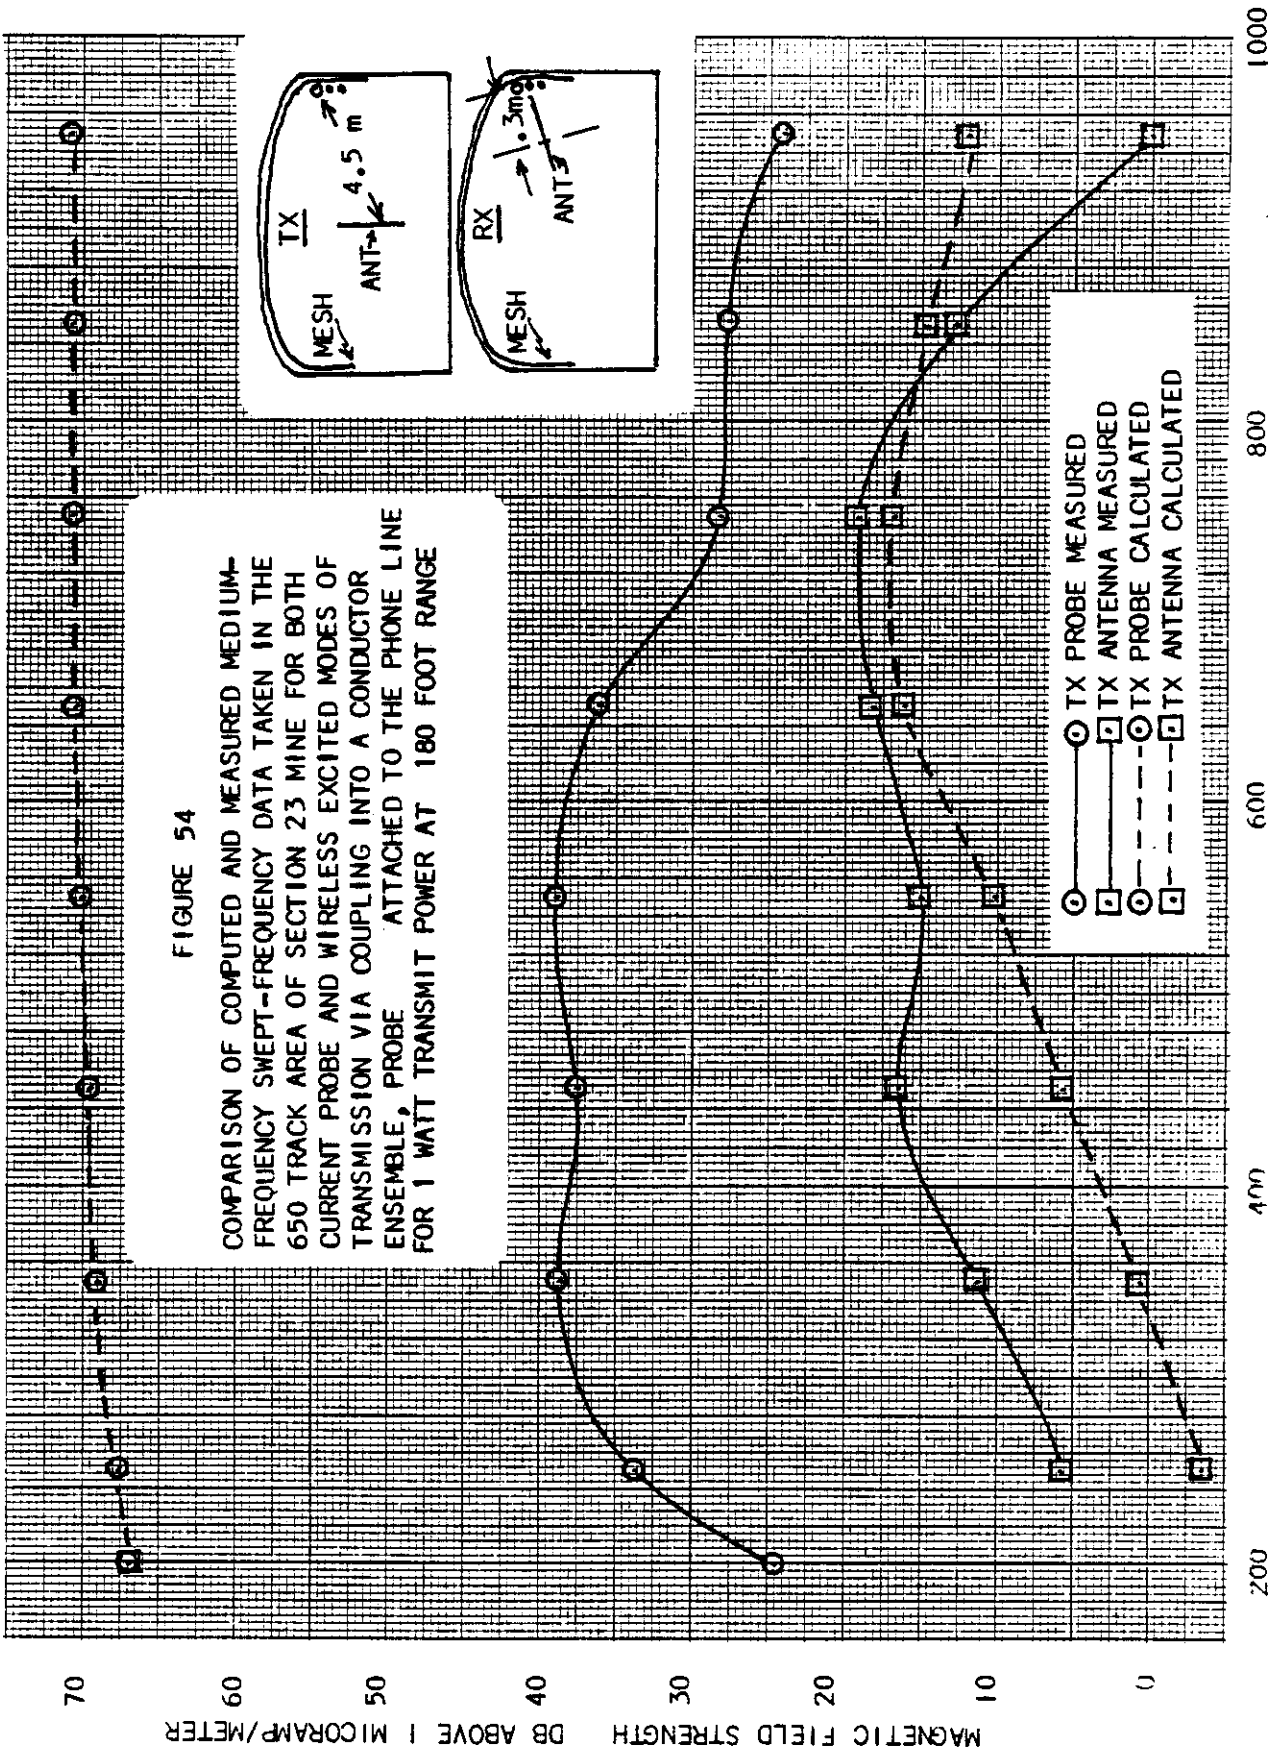 FIGURE 54
COMPARISON OF COMPUTED AND MEASURED MEDIUM-
FREQUENCY SWEPT-FREQUENCY DATA TAKEN IN THE
650 TRACK AREA OF SECTION 23 MINE FOR BOTH
CURRENT PROBE AND WIRELESS EXCITED MODES OF
TRANSMISSION VIA COUPLING INTO A CONDUCTOR
ENSEMBLE, PROBE ATTACHED TO THE PHONE LINE
FOR 1 WATT TRANSMIT POWER AT 180 FOOT RANGE
TX
MESH
ANT
4.5 m
RX
MESH
.3m
ANT
TX PROBE MEASURED
TX ANTENNA MEASURED
TX PROBE CALCULATED
TX ANTENNA CALCULATED
MAGNETIC FIELD STRENGTH DB ABOVE 1 MICORAMP/METER
70
60
50
40
30
20
10
0
200
400
600
800
1000